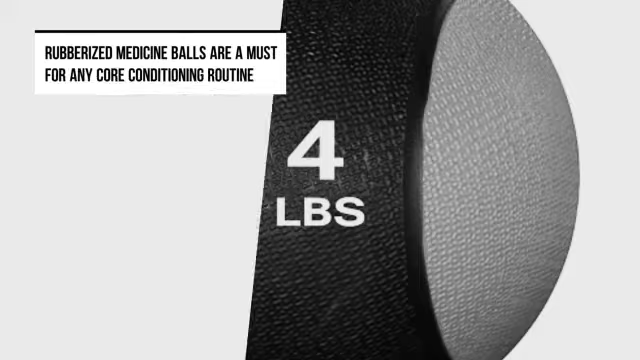 RUBBERIZED MEDICINE BALLS ARE A MUST
FOR ANY CORE CONDITIONING ROUTINE
4
LBS